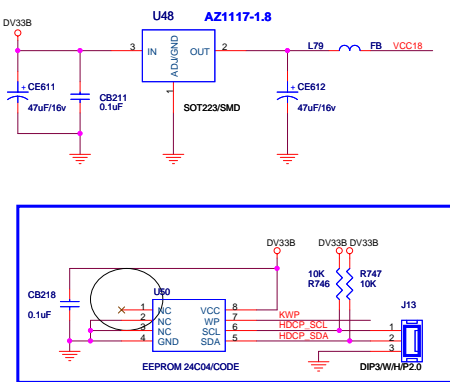 U48 AZ1117-1.8
DV33B
3 IN OUT 2 L79 FB VCC18
ADJ/GND
+ CE611
47uF/16v
CB211
0.1uF
1
SOT223/SMD
+ CE612
47uF/16v
DV33B DV33B DV33B
CB218
0.1uF
U50
10K
R746
R747
10K
1 NC VCC 8
2 NC WP 7 KWP
3 NC SCL 6 HDCP_SCL
4 GND SDA 5 HDCP_SDA
J13
1
2
3
EEPROM 24C04/CODE
DIP3/W/H/P2.0